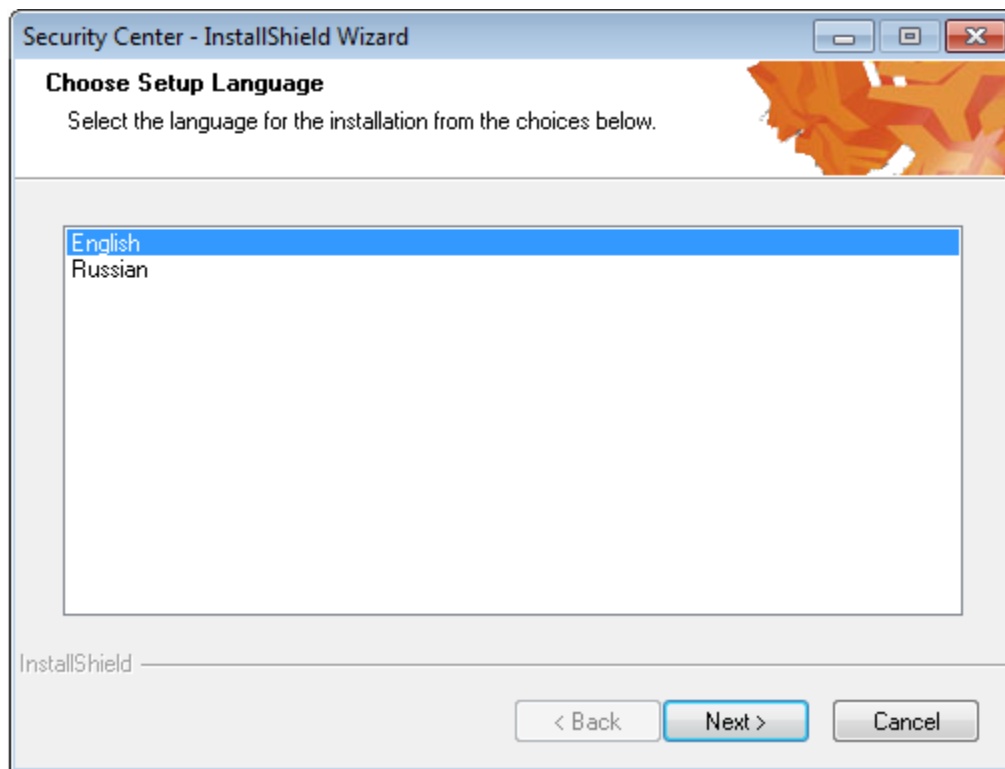 Security Center - InstallShield Wizard
Choose Setup Language
Select the language for the installation from the choices below.
English
Russian
InstallShield
< Back
Next >
Cancel